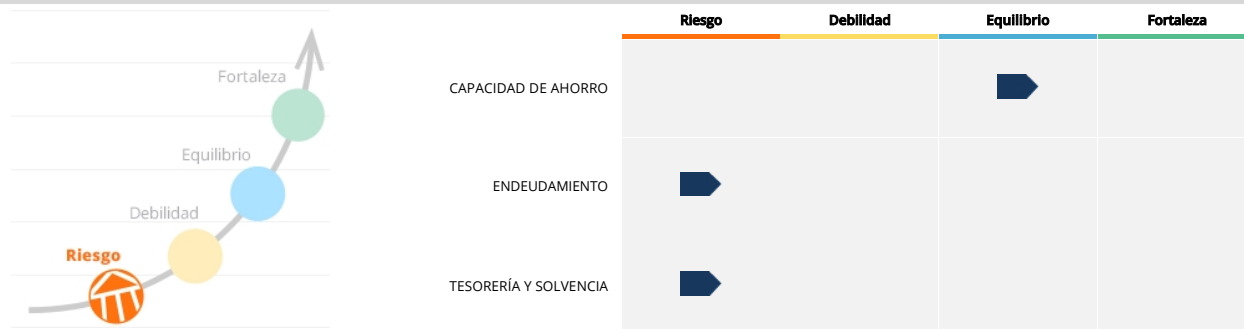 Fortaleza
Equilibrio
Debilidad
Riesgo
Riesgo Debilidad Equilibrio Fortaleza
CAPACIDAD DE AHORRO
ENDEUDAMIENTO
TESORERÍA Y SOLVENCIA